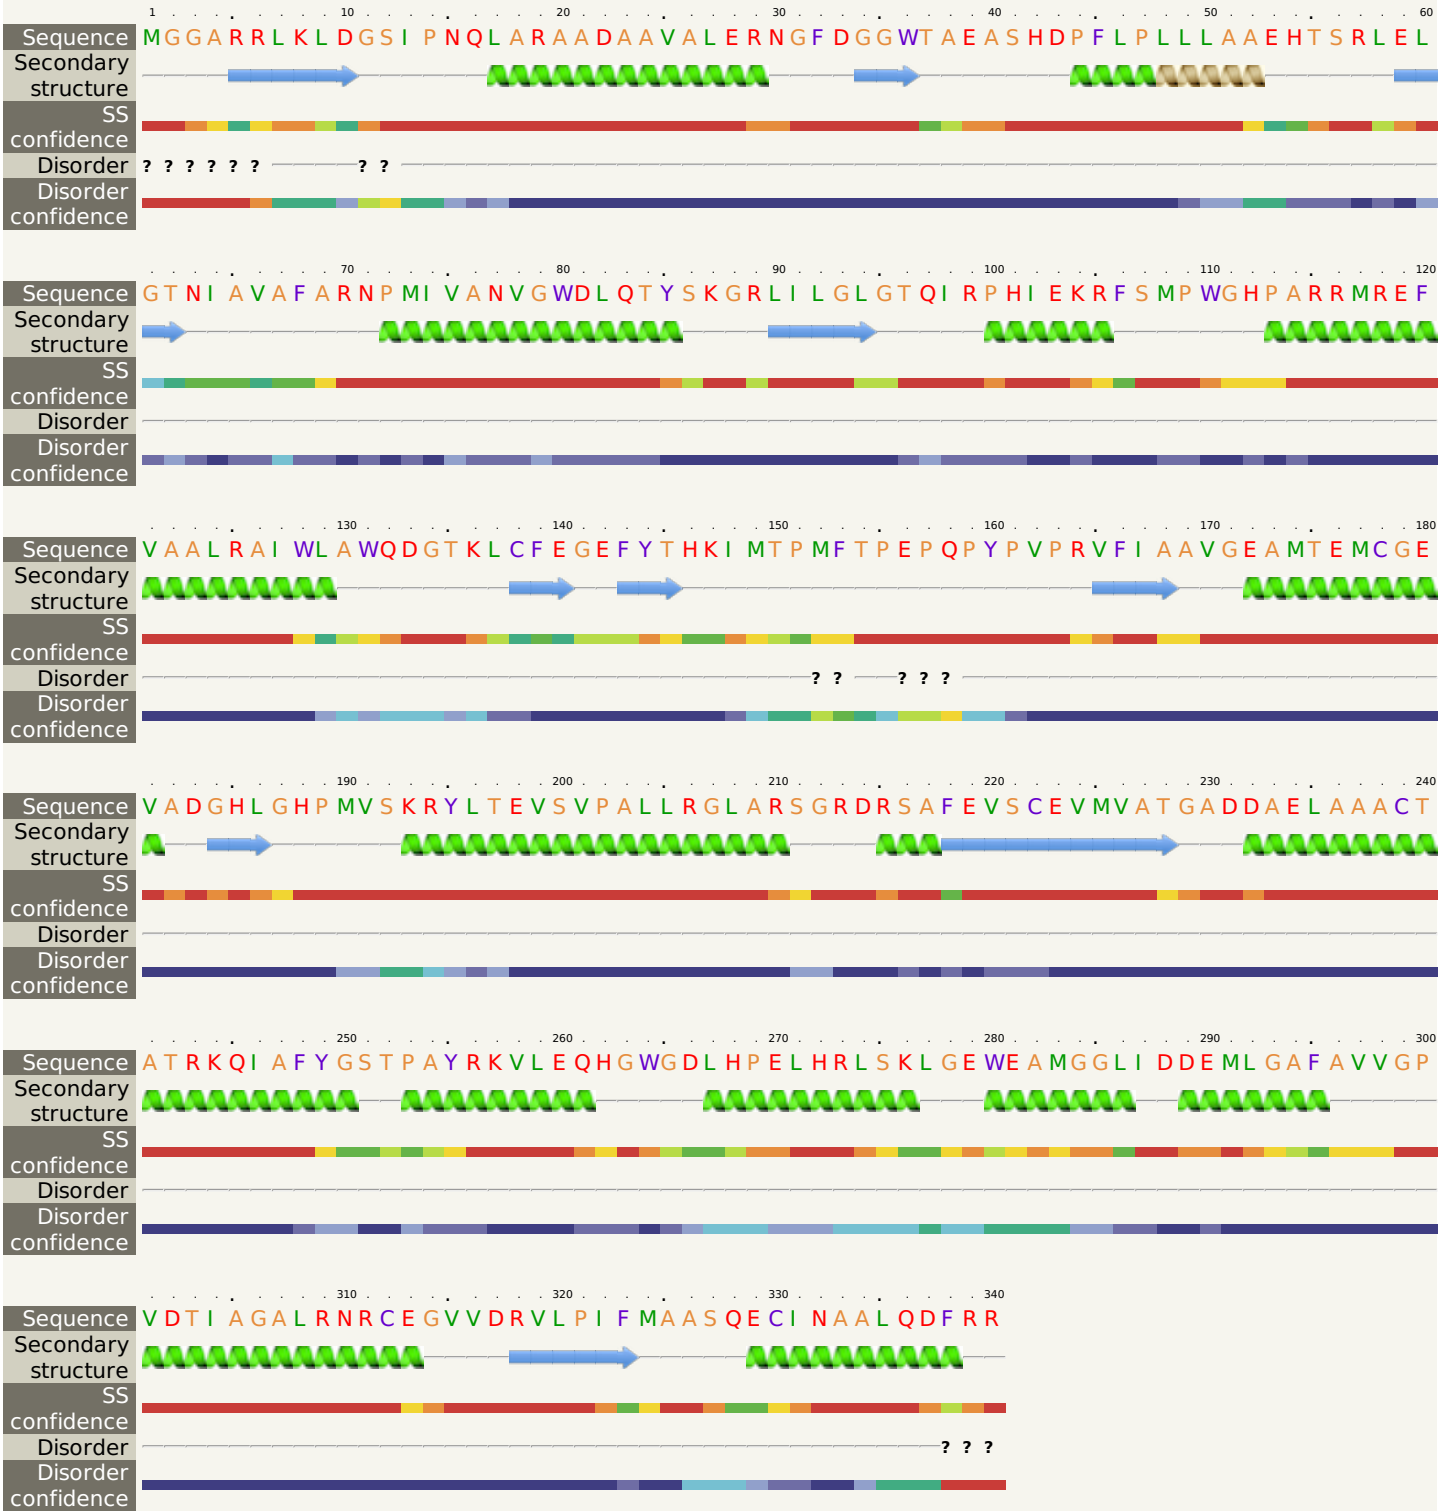 1 10 20 30 40 50 60
Sequence M G G A R R L K L D G S I P N Q L A R A A D A A V A L E R N G F D G G W T A E A S H D P F L P L L L A A E H T S R L E L
Secondary
structure
SS
confidence
Disorder ? ? ? ? ? ? ? ?
Disorder
confidence
70 80 90 100 110 120
Sequence G T N I A V A F A R N P M I V A N V G W D L Q T Y S K G R L I L G L G T Q I R P H I E K R F S M P W G H P A R R M R E F
Secondary
structure
SS
confidence
Disorder
Disorder
confidence
130 140 150 160 170 180
Sequence V A A L R A I W L A W Q D G T K L C F E G E F Y T H K I M T P M F T P E P Q P Y P V P R V F I A A V G E A M T E M C G E
Secondary
structure
SS
confidence
Disorder ? ? ? ? ?
Disorder
confidence
190 200 210 220 230 240
Sequence V A D G H L G H P M V S K R Y L T E V S V P A L L R G L A R S G R D R S A F E V S C E V M V A T G A D D A E L A A A C T
Secondary
structure
SS
confidence
Disorder
Disorder
confidence
250 260 270 280 290 300
Sequence A T R K Q I A F Y G S T P A Y R K V L E Q H G W G D L H P E L H R L S K L G E W E A M G G L I D D E M L G A F A V V G P
Secondary
structure
SS
confidence
Disorder
Disorder
confidence
310 320 330 340
Sequence V D T I A G A L R N R C E G V V D R V L P I F M A A S Q E C I N A A L Q D F R R
Secondary
structure
SS
confidence
Disorder ? ? ?
Disorder
confidence